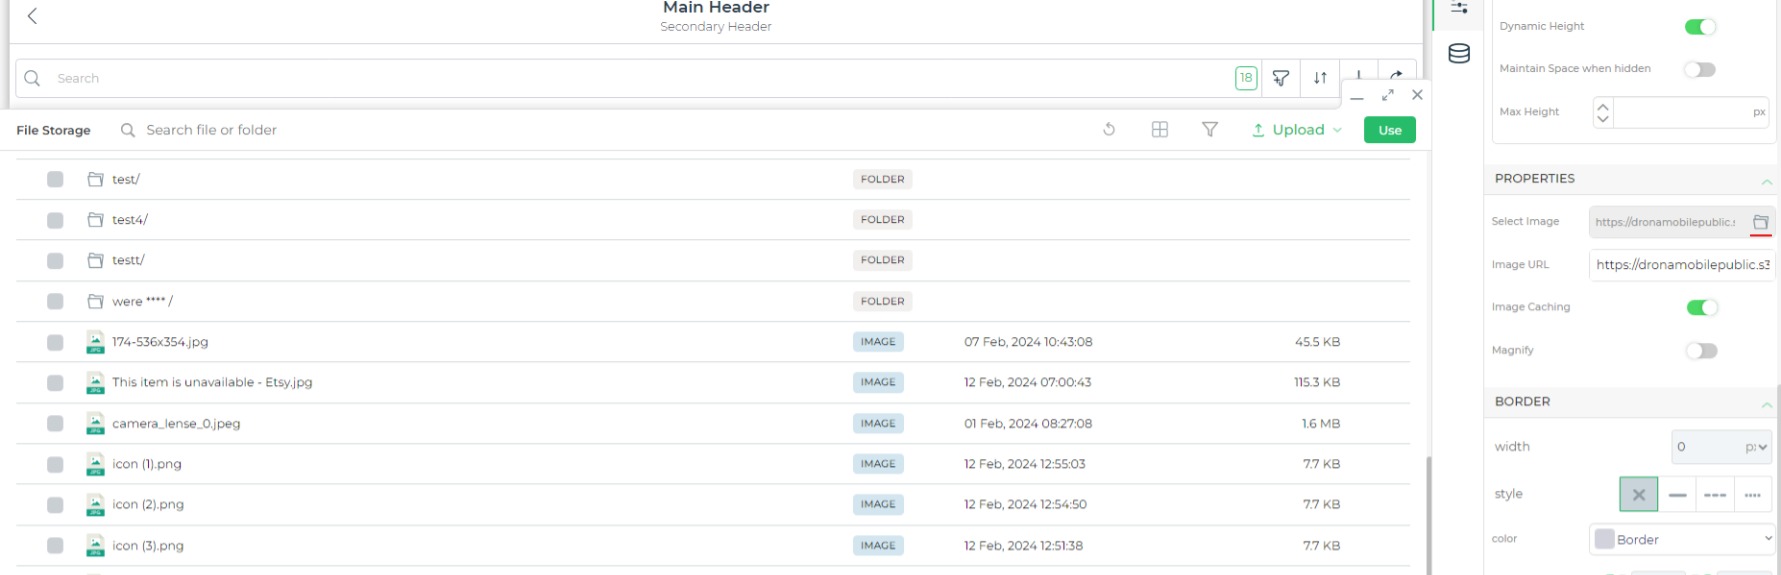 Main Header
Secondary Header
Search
18
File Storage
Search file or folder
Upload
Use
test/ FOLDER
test4/ FOLDER
testt/ FOLDER
were **** / FOLDER
174-536x354.jpg IMAGE 07 Feb, 2024 10:43:08 45.5 KB
This item is unavailable - Etsy.jpg IMAGE 12 Feb, 2024 07:00:43 115.3 KB
camera_lense_0.jpeg IMAGE 01 Feb, 2024 08:27:08 1.6 MB
icon (1).png IMAGE 12 Feb, 2024 12:55:03 7.7 KB
icon (2).png IMAGE 12 Feb, 2024 12:54:50 7.7 KB
icon (3).png IMAGE 12 Feb, 2024 12:51:38 7.7 KB
Dynamic Height
Maintain Space when hidden
Max Height px
PROPERTIES
Select Image https://dronamobilepublic.s
Image URL https://dronamobilepublic.s3
Image Caching
Magnify
BORDER
width 0 px
style
color Border